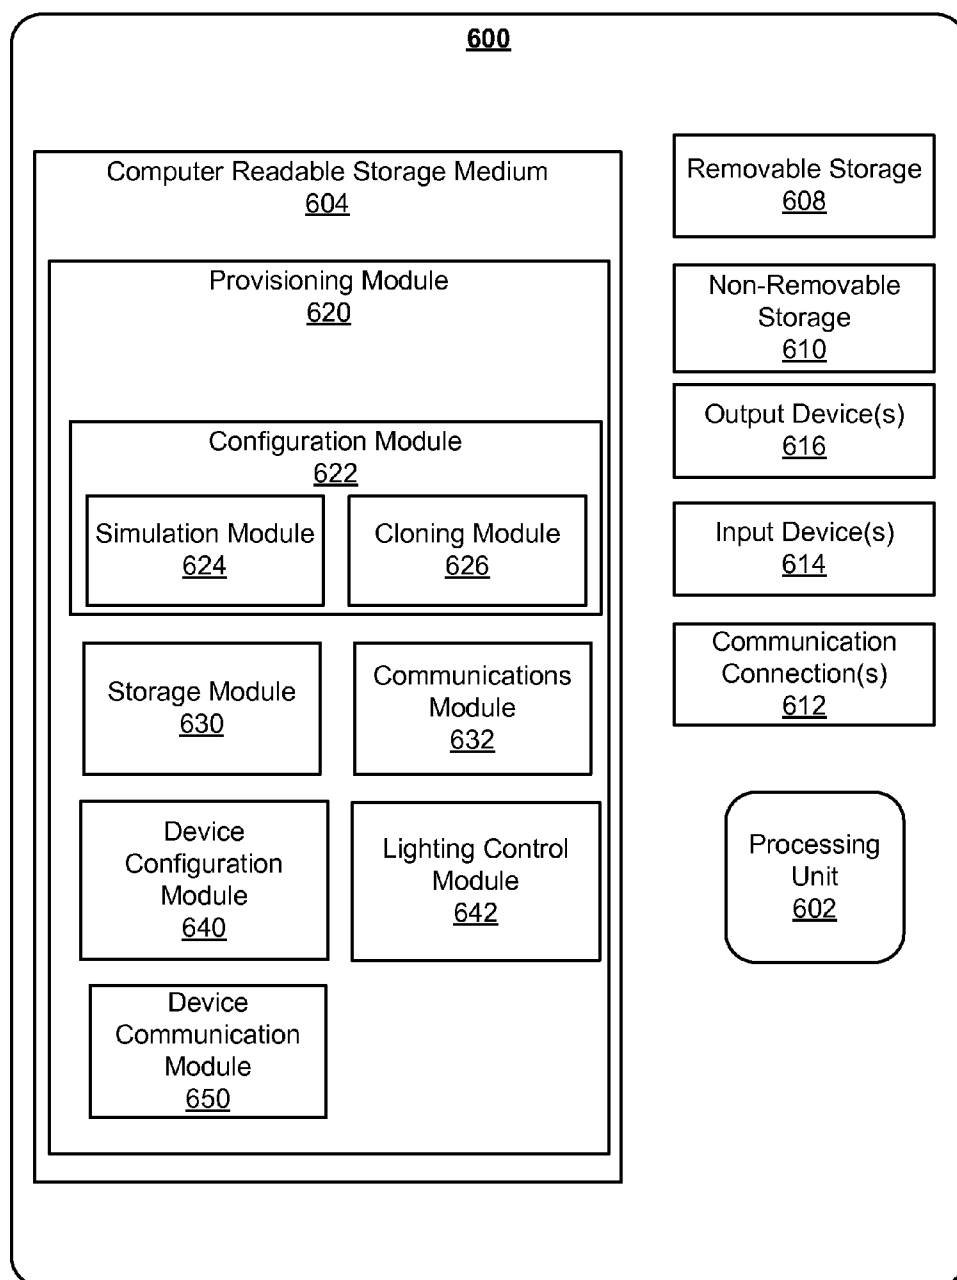 600
Computer Readable Storage Medium
604
Provisioning Module
620
Configuration Module
622
Simulation Module
624
Cloning Module
626
Storage Module
630
Communications
Module
632
Device
Configuration
Module
640
Lighting Control
Module
642
Device
Communication
Module
650
Removable Storage
608
Non-Removable
Storage
610
Output Device(s)
616
Input Device(s)
614
Communication
Connection(s)
612
Processing
Unit
602